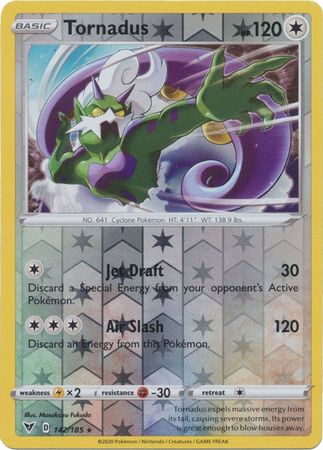 BASIC
Tornadus HP 120
NO. 641 Cyclone Pokémon HT: 4'11" WT: 138.9 lbs.
Jet Draft 30
Discard a Special Energy from your opponent's Active
Pokémon.
Air Slash 120
Discard an Energy from this Pokémon.
weakness ×2 resistance -30 retreat
Illus. Masakazu Fukuda
D 142/185 ★
Tornadus expels massive energy from
its tail, causing severe storms. Its power
is great enough to blow houses away.
©2020 Pokémon / Nintendo / Creatures / GAME FREAK